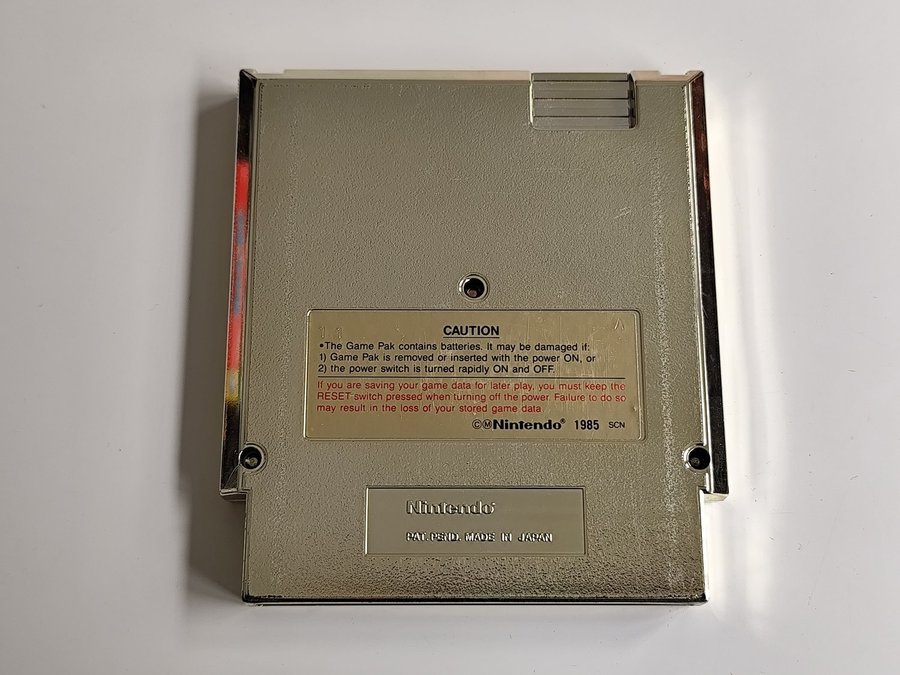 CAUTION
•The Game Pak contains batteries. It may be damaged if:
1) Game Pak is removed or inserted with the power ON, or
2) the power switch is turned rapidly ON and OFF.
If you are saving your game data for later play, you must keep the
RESET switch pressed when turning off the power. Failure to do so
may result in the loss of your stored game data.
©Ⓜ Nintendo® 1985 SCN
Nintendo®
PAT. PEND. MADE IN JAPAN